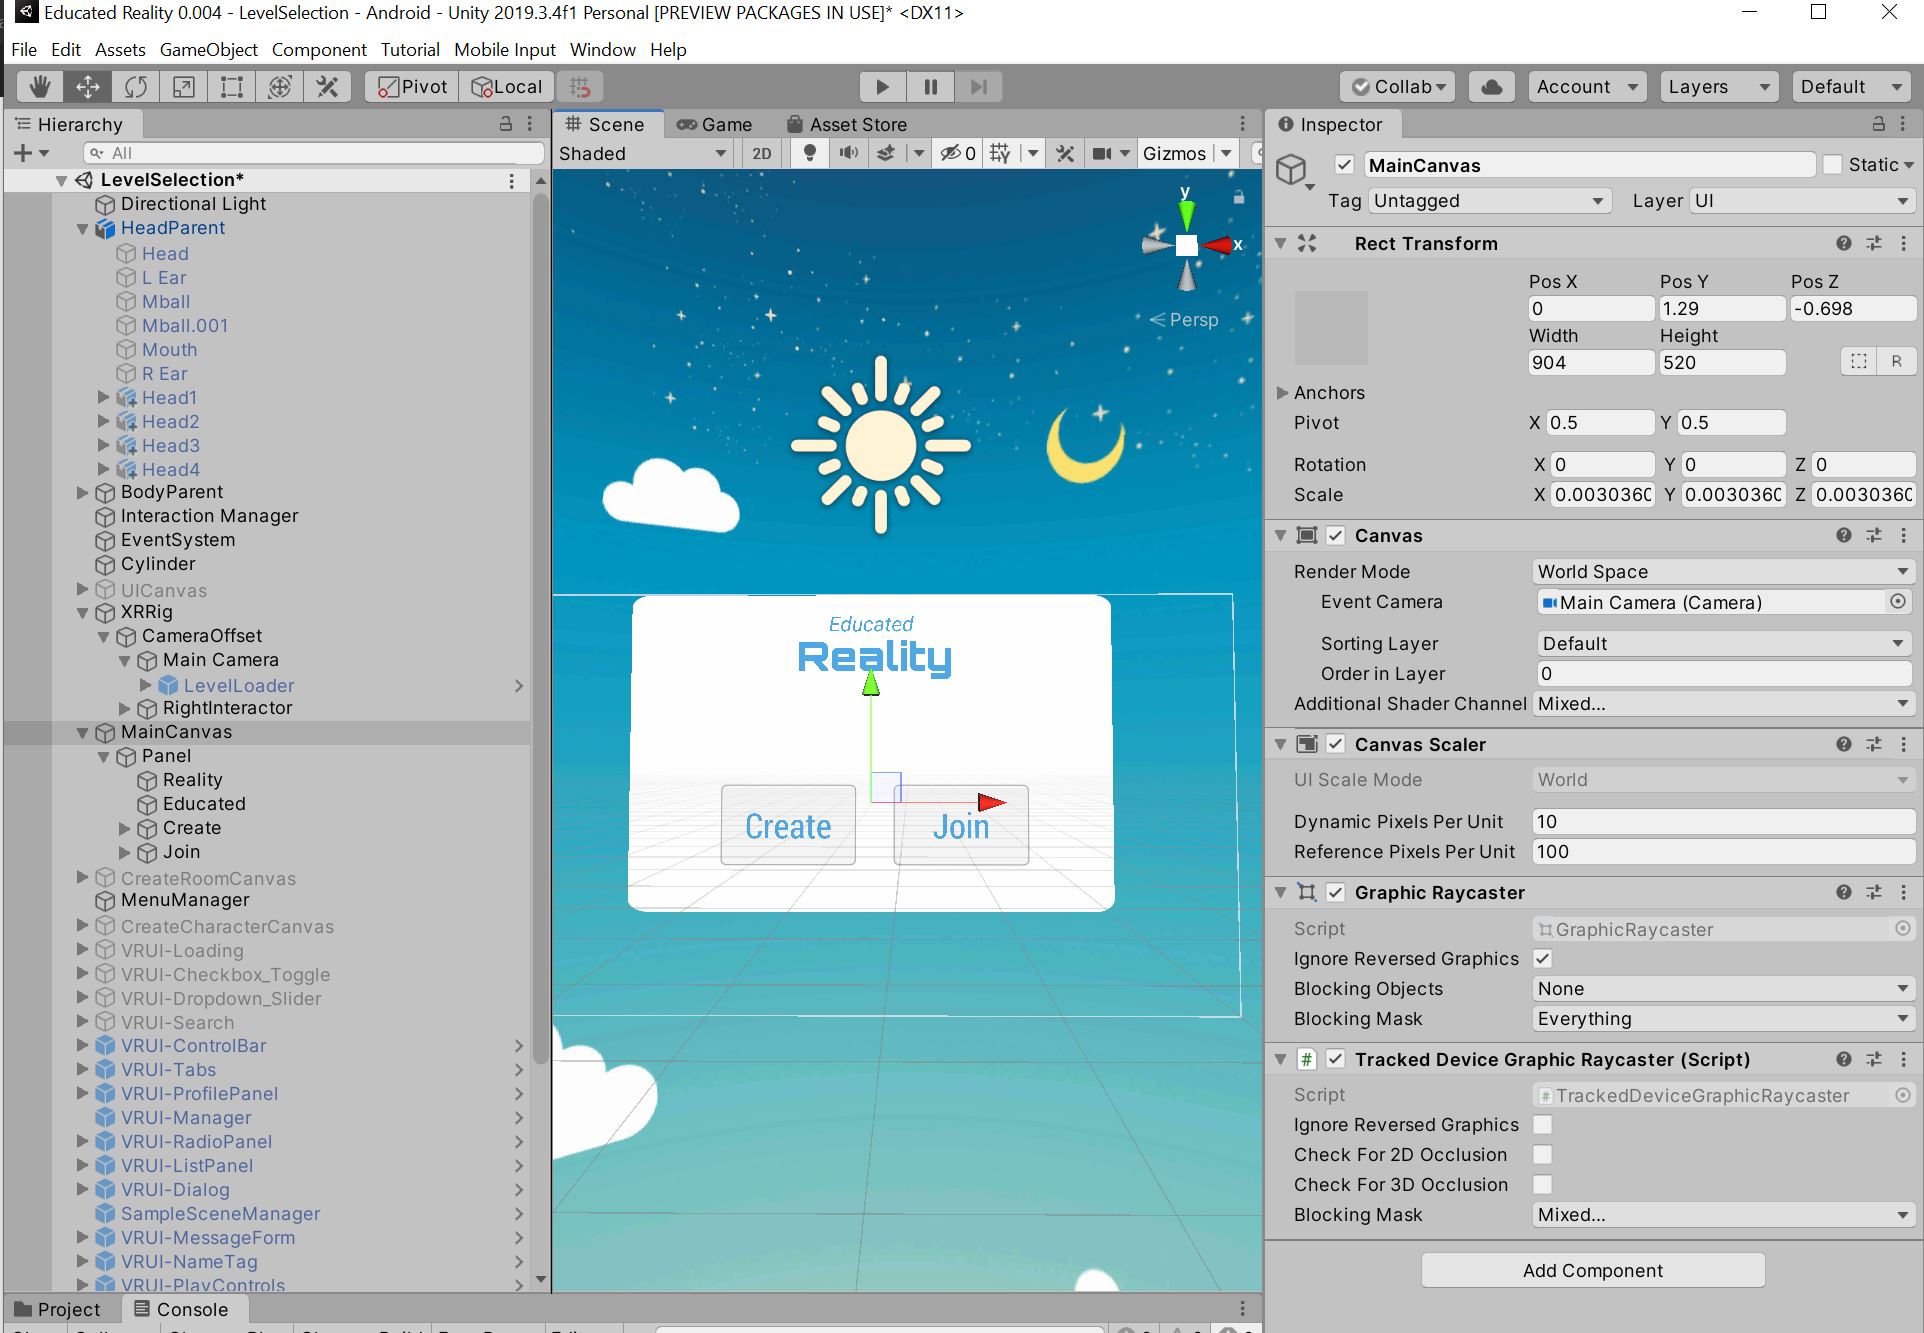 Educated Reality 0.004 - LevelSelection - Android - Unity 2019.3.4f1 Personal [PREVIEW PACKAGES IN USE]* <DX11>
File Edit Assets GameObject Component Tutorial Mobile Input Window Help
Pivot Local Collab Account Layers Default
Hierarchy
All
LevelSelection*
Directional Light
HeadParent
Head
L Ear
Mball
Mball.001
Mouth
R Ear
Head1
Head2
Head3
Head4
BodyParent
Interaction Manager
EventSystem
Cylinder
UICanvas
XRRig
CameraOffset
Main Camera
LevelLoader
RightInteractor
MainCanvas
Panel
Reality
Educated
Create
Join
CreateRoomCanvas
MenuManager
CreateCharacterCanvas
VRUI-Loading
VRUI-Checkbox_Toggle
VRUI-Dropdown_Slider
VRUI-Search
VRUI-ControlBar
VRUI-Tabs
VRUI-ProfilePanel
VRUI-Manager
VRUI-RadioPanel
VRUI-ListPanel
VRUI-Dialog
SampleSceneManager
VRUI-MessageForm
VRUI-NameTag
VRUI-PlayControls
Project Console
Scene Game Asset Store
Shaded 2D 0 Gizmos
y
x
Persp
Educated
Reality
Create Join
Inspector
MainCanvas Static
Tag Untagged Layer UI
Rect Transform
Pos X Pos Y Pos Z
0 1.29 -0.698
Width Height
904 520 R
Anchors
Pivot X 0.5 Y 0.5
Rotation X 0 Y 0 Z 0
Scale X 0.0030360 Y 0.0030360 Z 0.0030360
Canvas
Render Mode World Space
Event Camera Main Camera (Camera)
Sorting Layer Default
Order in Layer 0
Additional Shader Channel Mixed...
Canvas Scaler
UI Scale Mode World
Dynamic Pixels Per Unit 10
Reference Pixels Per Unit 100
Graphic Raycaster
Script GraphicRaycaster
Ignore Reversed Graphics
Blocking Objects None
Blocking Mask Everything
# Tracked Device Graphic Raycaster (Script)
Script # TrackedDeviceGraphicRaycaster
Ignore Reversed Graphics
Check For 2D Occlusion
Check For 3D Occlusion
Blocking Mask Mixed...
Add Component